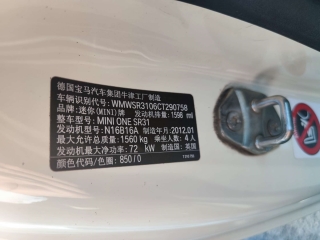 德国宝马汽车集团牛津工厂制造
车辆识别代号: WMWSR3106CT290758
迷你(MINI)牌 发动机排量: 1598 ml
整车型号: MINI ONE SR31
发动机型号: N16B16A 制造年月: 2012.01
最大允许总质量: 1560 kg 乘坐人数: 4 人
发动机最大净功率: 72 kW 制造国: 英国
颜色代码/色圈: 850/0